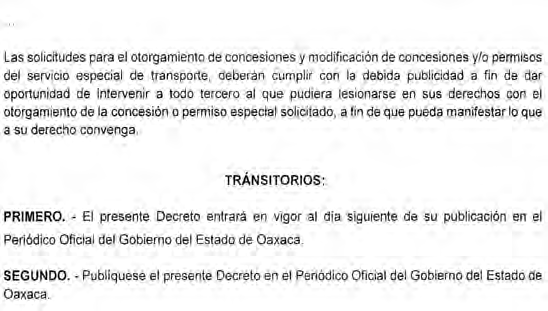 ...
Las solicitudes para el otorgamiento de concesiones y modificación de concesiones y/o permisos
del servicio especial de transporte, deberán cumplir con la debida publicidad a fin de dar
oportunidad de Intervenir a todo tercero al que pudiera lesionarse en sus derechos con el
otorgamiento de la concesión o permiso especial solicitado, a fin de que pueda manifestar lo que
a su derecho convenga.
TRÁNSITORIOS:
PRIMERO. - El presente Decreto entrará en vigor al día siguiente de su publicación en el
Periódico Oficial del Gobierno del Estado de Oaxaca.
SEGUNDO. - Publíquese el presente Decreto en el Periódico Oficial del Gobierno del Estado de
Oaxaca.